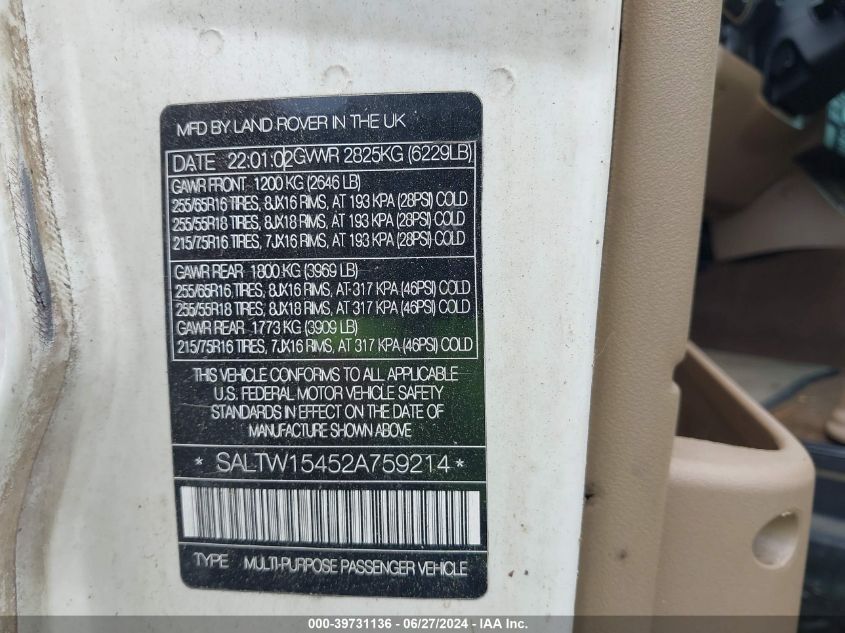 MFD BY LAND ROVER IN THE UK
DATE 22:01:02 GVWR 2825KG (6229LB)
GAWR FRONT 1200 KG (2646 LB)
255/65R16 TIRES, 8JX16 RIMS, AT 193 KPA (28PSI) COLD
255/55R18 TIRES, 8JX18 RIMS, AT 193 KPA (28PSI) COLD
215/75R16 TIRES, 7JX16 RIMS, AT 193 KPA (28PSI) COLD
GAWR REAR 1800 KG (3969 LB)
255/65R16 TIRES, 8JX16 RIMS, AT 317 KPA (46PSI) COLD
255/55R18 TIRES, 8JX18 RIMS, AT 317 KPA (46PSI) COLD
GAWR REAR 1773 KG (3909 LB)
215/75R16 TIRES, 7JX16 RIMS, AT 317 KPA (46PSI) COLD
THIS VEHICLE CONFORMS TO ALL APPLICABLE
U.S. FEDERAL MOTOR VEHICLE SAFETY
STANDARDS IN EFFECT ON THE DATE OF
MANUFACTURE SHOWN ABOVE.
* SALTW15452A759214 *
TYPE MULTI-PURPOSE PASSENGER VEHICLE
000-39731136 - 06/27/2024 - IAA Inc.